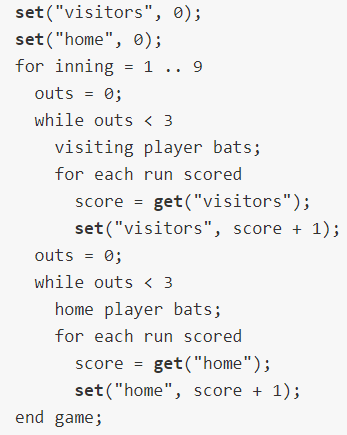 set("visitors", 0);
set("home", 0);
for inning = 1 .. 9
  outs = 0;
  while outs < 3
    visiting player bats;
    for each run scored
      score = get("visitors");
      set("visitors", score + 1);
  outs = 0;
  while outs < 3
    home player bats;
    for each run scored
      score = get("home");
      set("home", score + 1);
end game;